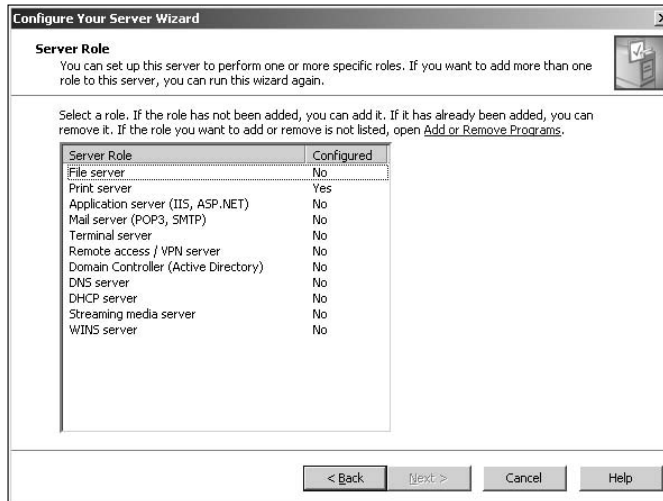 Configure Your Server Wizard
Server Role
You can set up this server to perform one or more specific roles. If you want to add more than one
role to this server, you can run this wizard again.
Select a role. If the role has not been added, you can add it. If it has already been added, you can
remove it. If the role you want to add or remove is not listed, open Add or Remove Programs.
Server Role Configured
File server No
Print server Yes
Application server (IIS, ASP.NET) No
Mail server (POP3, SMTP) No
Terminal server No
Remote access / VPN server No
Domain Controller (Active Directory) No
DNS server No
DHCP server No
Streaming media server No
WINS server No
< Back Next > Cancel Help